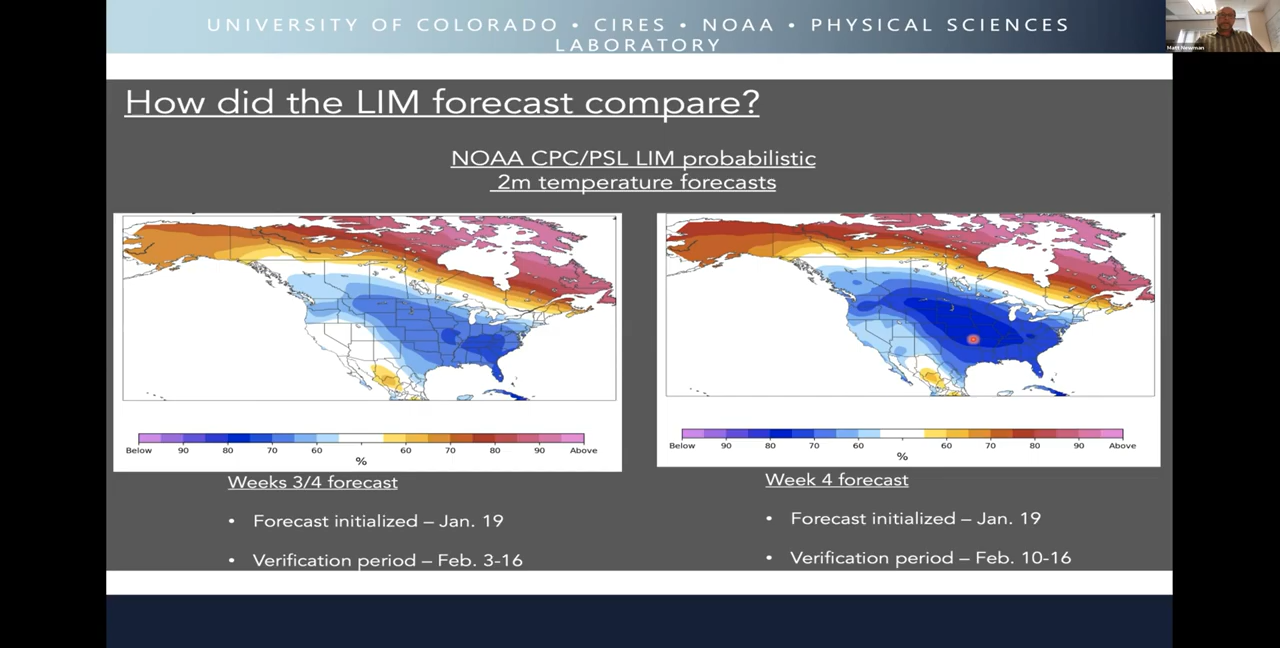 UNIVERSITY OF COLORADO • CIRES • NOAA • PHYSICAL SCIENCES
LABORATORY
Matt Newman
How did the LIM forecast compare?
NOAA CPC/PSL LIM probabilistic
2m temperature forecasts
Below 90 80 70 60 60 70 80 90 Above
%
Below 90 80 70 60 60 70 80 90 Above
%
Weeks 3/4 forecast
• Forecast initialized – Jan. 19
• Verification period – Feb. 3-16
Week 4 forecast
• Forecast initialized – Jan. 19
• Verification period – Feb. 10-16